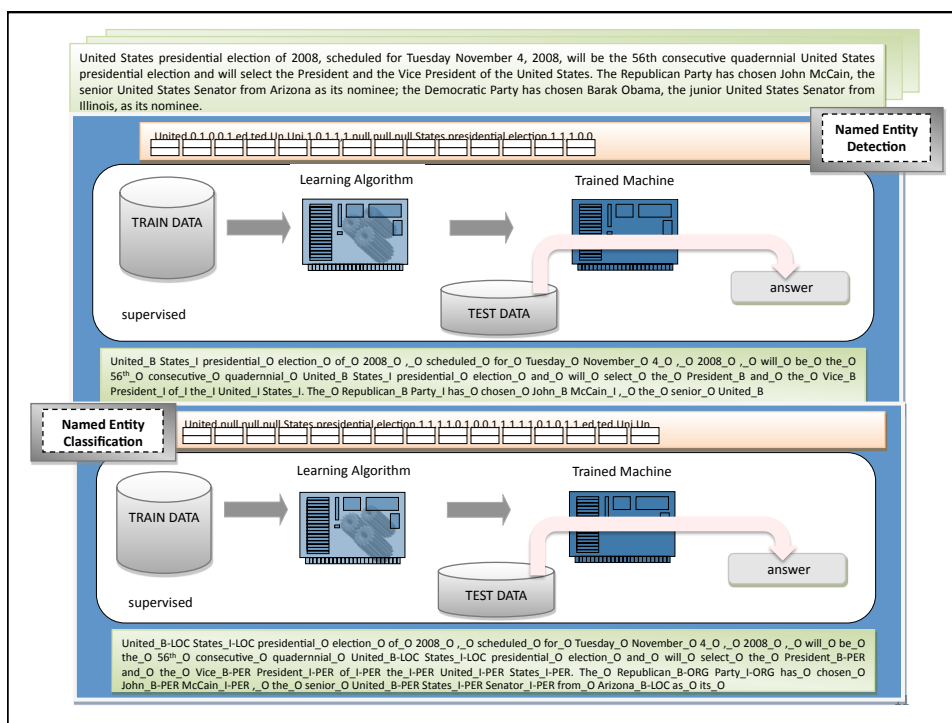 United States presidential election of 2008, scheduled for Tuesday November 4, 2008, will be the 56th consecutive quadernnial United States
presidential election and will select the President and the Vice President of the United States. The Republican Party has chosen John McCain, the
senior United States Senator from Arizona as its nominee; the Democratic Party has chosen Barak Obama, the junior United States Senator from
Illinois, as its nominee.
Named Entity
Detection
United,0,1,0,0,1,ed,ted,Un,Uni,1,0,1,1,1,null,null,null,States,presidential,election,1,1,1,0,0
Learning Algorithm
Trained Machine
TRAIN DATA
TEST DATA
answer
supervised
United_B States_I presidential_O election_O of_O 2008_O ,_O scheduled_O for_O Tuesday_O November_O 4_O ,_O 2008_O ,_O will_O be_O the_O
56th_O consecutive_O quadernnial_O United_B States_I presidential_O election_O and_O will_O select_O the_O President_B and_O the_O Vice_B
President_I of_I the_I United_I States_I. The_O Republican_B Party_I has_O chosen_O John_B McCain_I ,_O the_O senior_O United_B
Named Entity
Classification
United,null,null,null,States,presidential,election,1,1,1,1,0,1,0,0,1,1,1,1,1,1,0,1,0,1,1,ed,ted,Uni,Un
Learning Algorithm
Trained Machine
TRAIN DATA
TEST DATA
answer
supervised
United_B-LOC States_I-LOC presidential_O election_O of_O 2008_O ,_O scheduled_O for_O Tuesday_O November_O 4_O ,_O 2008_O ,_O will_O be_O
the_O 56th_O consecutive_O quadernnial_O United_B-LOC States_I-LOC presidential_O election_O and_O will_O select_O the_O President_B-PER
and_O the_O Vice_B-PER President_I-PER of_I-PER the_I-PER United_I-PER States_I-PER. The_O Republican_B-ORG Party_I-ORG has_O chosen_O
John_B-PER McCain_I-PER ,_O the_O senior_O United_B-PER States_I-PER Senator_I-PER from_O Arizona_B-LOC as_O its_O